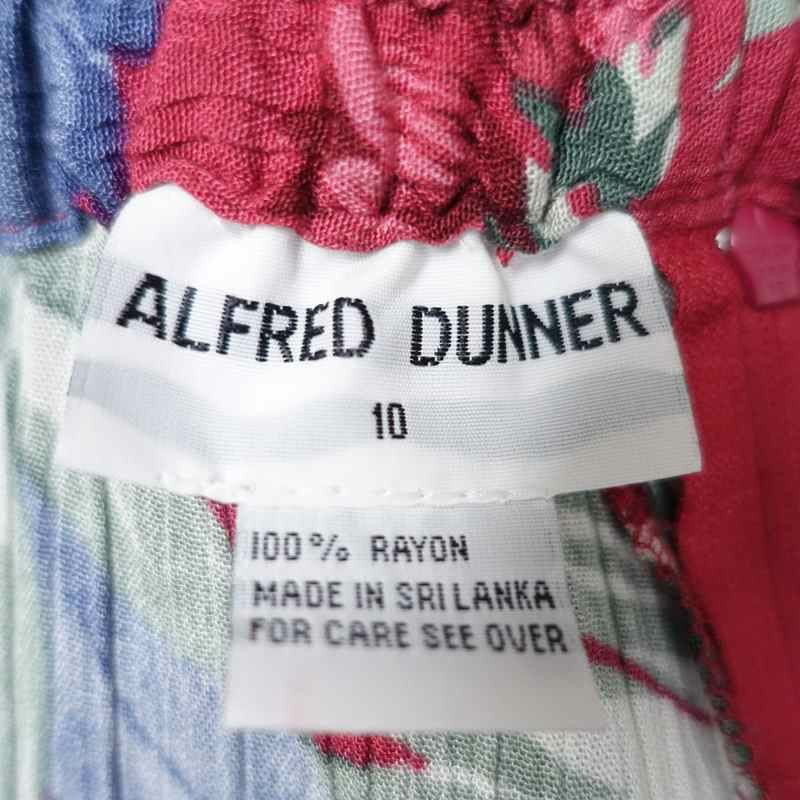 ALFRED DUNNER
10
100% RAYON
MADE IN SRI LANKA
FOR CARE SEE OVER